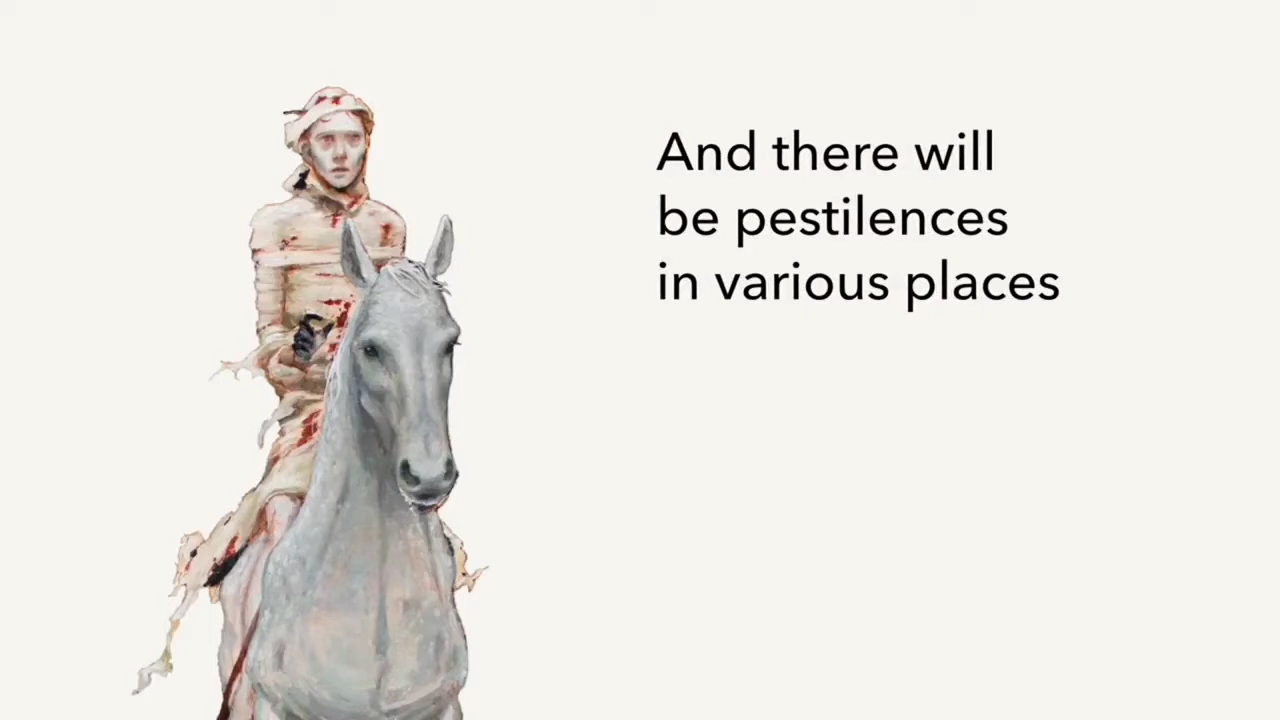 And there will
be pestilences
in various places